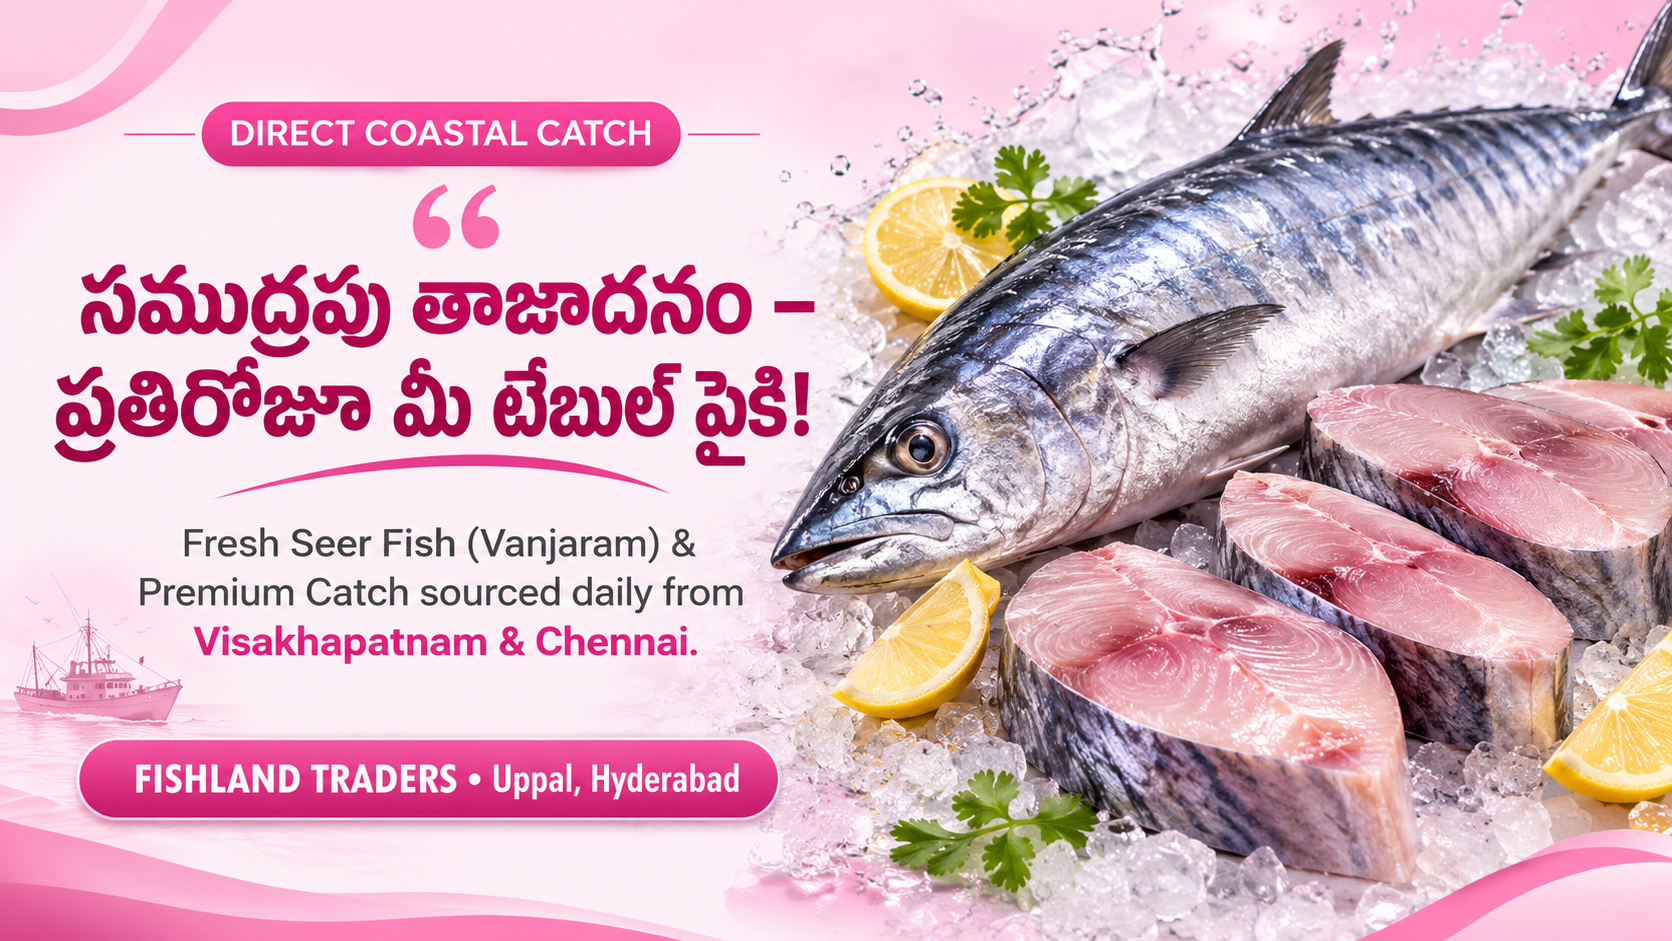 DIRECT COASTAL CATCH
“
సముద్రపు తాజాదనం –
ప్రతిరోజూ మీ టేబుల్ పైకి!
Fresh Seer Fish (Vanjaram) &
Premium Catch sourced daily from
Visakhapatnam & Chennai.
FISHLAND TRADERS • Uppal, Hyderabad